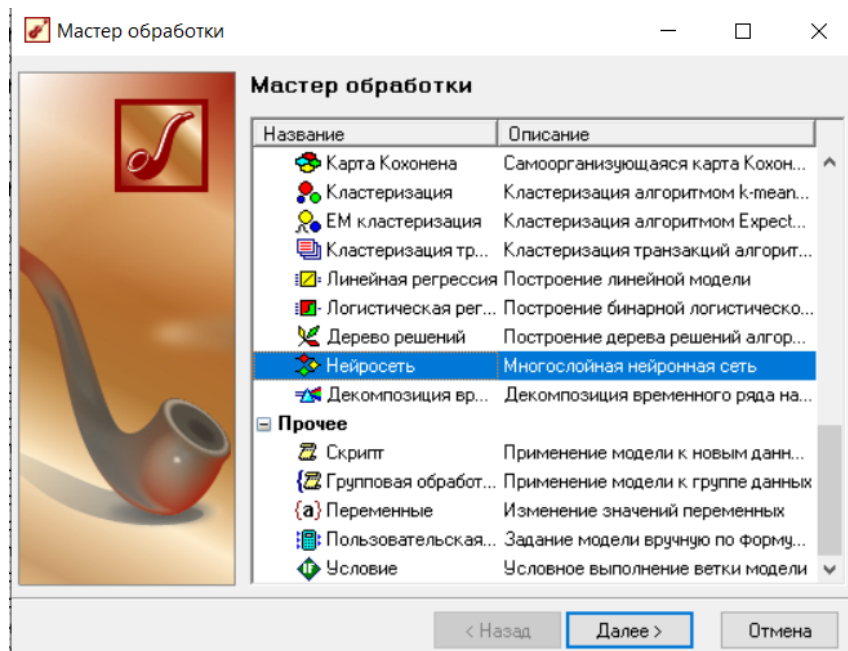 Мастер обработки
Мастер обработки
Название Описание
Карта Кохонена Самоорганизующаяся карта Кохон...
Кластеризация Кластеризация алгоритмом k-mean...
EM кластеризация Кластеризация алгоритмом Expect...
Кластеризация тр... Кластеризация транзакций алгорит...
Линейная регрессия Построение линейной модели
Логистическая рег... Построение бинарной логистическо...
Дерево решений Построение дерева решений алгор...
Нейросеть Многослойная нейронная сеть
Декомпозиция вр... Декомпозиция временного ряда на...
Прочее
Скрипт Применение модели к новым данн...
Групповая обработ... Применение модели к группе данных
{a} Переменные Изменение значений переменных
Пользовательская... Задание модели вручную по форму...
IF Условие Условное выполнение ветки модели
< Назад Далее > Отмена